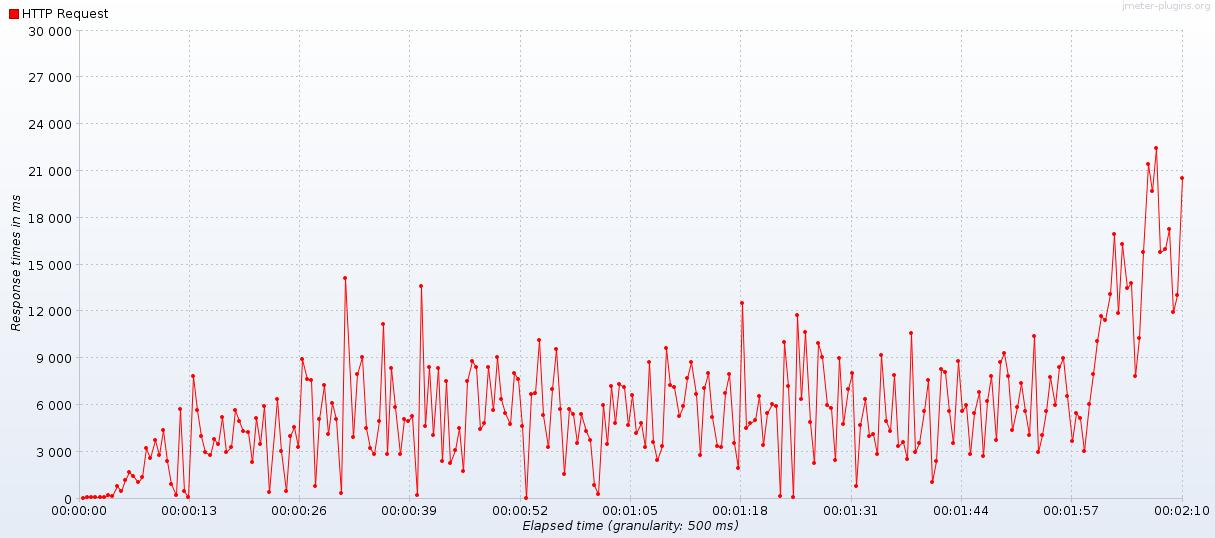 jmeter-plugins.org
HTTP Request
30 000
27 000
24 000
21 000
18 000
15 000
12 000
9 000
6 000
3 000
0
Response times in ms
00:00:00 00:00:13 00:00:26 00:00:39 00:00:52 00:01:05 00:01:18 00:01:31 00:01:44 00:01:57 00:02:10
Elapsed time (granularity: 500 ms)